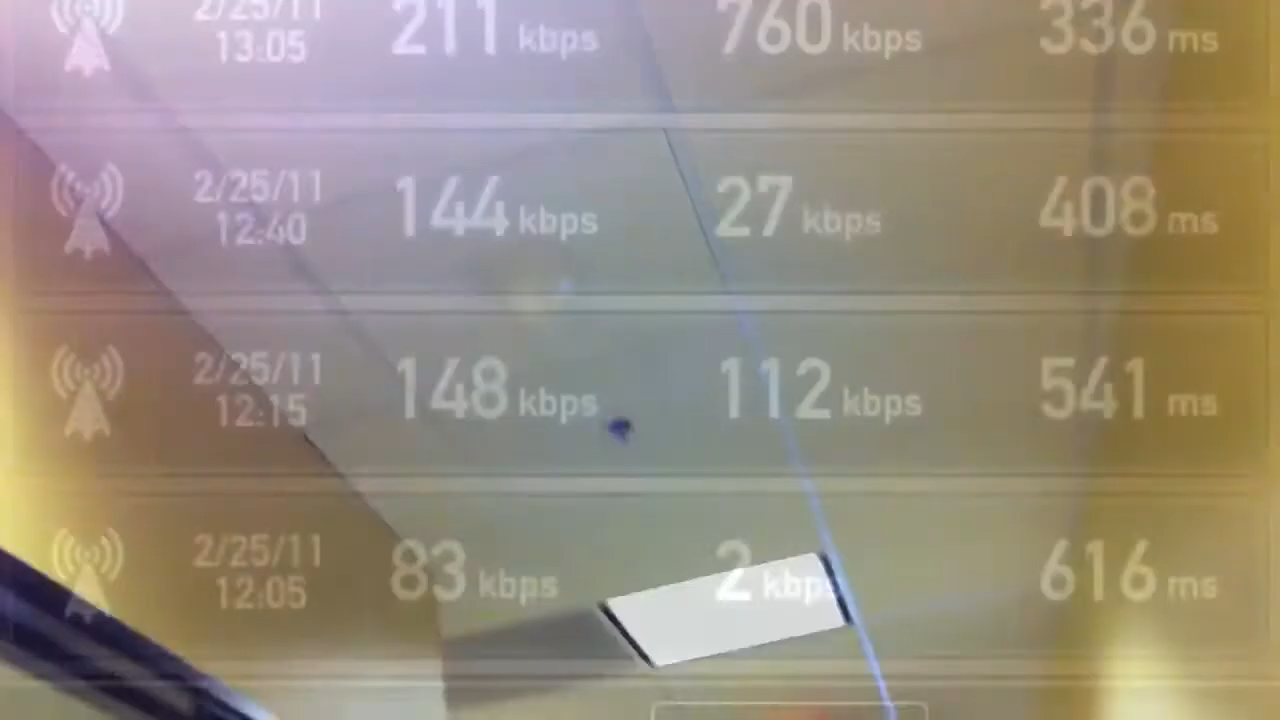 2/25/11 211 kbps 760 kbps 336 ms
13:05
2/25/11 144 kbps 27 kbps 408 ms
12:40
2/25/11 148 kbps 112 kbps 541 ms
12:15
2/25/11 83 kbps 2 kbps 616 ms
12:05